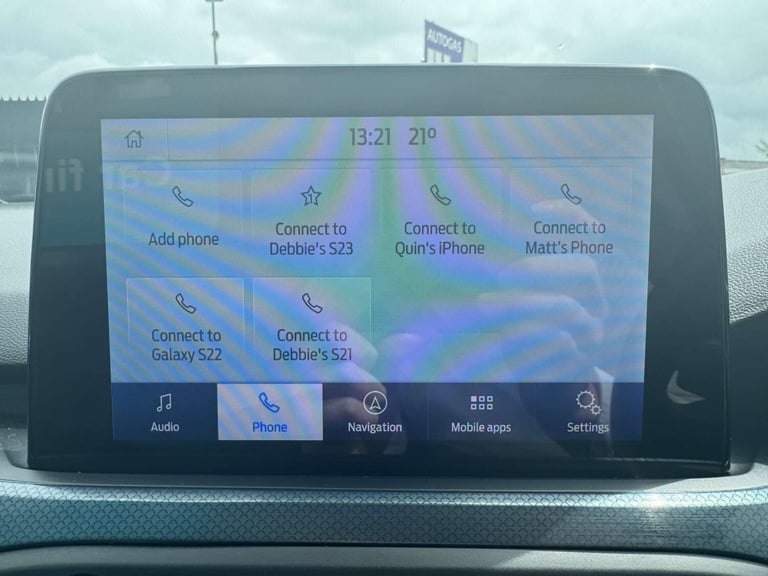 AUTOGAS
13:21 21º
Add phone
Connect to
Debbie's S23
Connect to
Quin's iPhone
Connect to
Matt's Phone
Connect to
Galaxy S22
Connect to
Debbie's S21
Audio
Phone
Navigation
Mobile apps
Settings